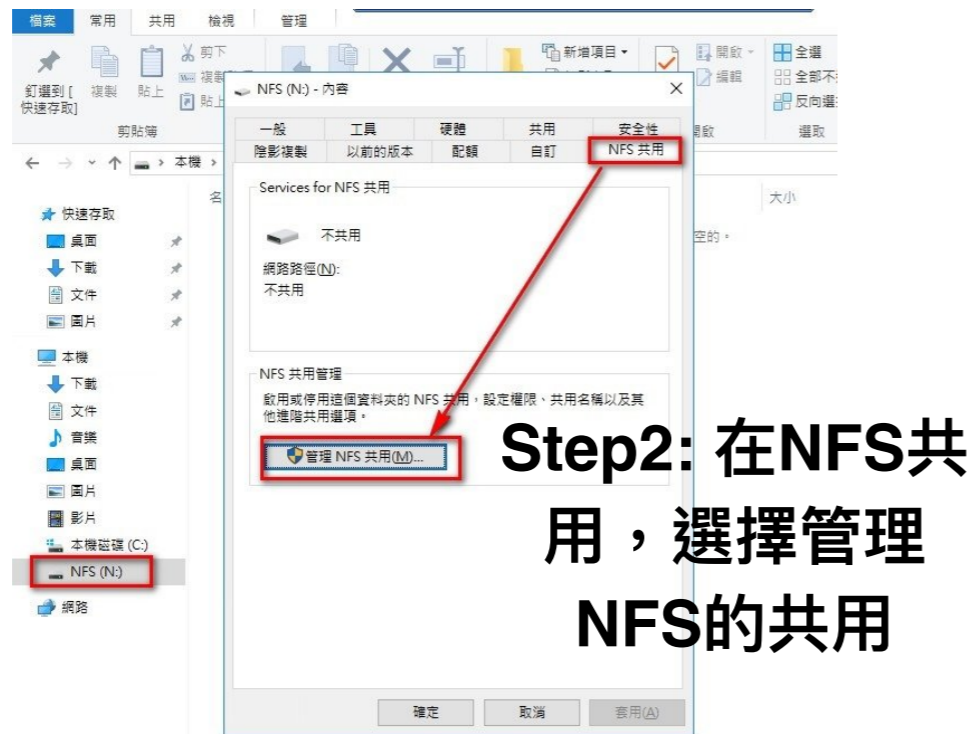 檔案 常用 共用 檢視 管理
剪下
新增項目
開啟
全選
釘選到 [
快速存取]
複製
貼上
編輯
全部不
反向選
剪貼簿
選取
本機
快速存取
桌面
下載
文件
圖片
本機
下載
文件
音樂
桌面
圖片
影片
本機磁碟 (C:)
NFS (N:)
網路
大小
空的。
NFS (N:) - 內容
一般 工具 硬體 共用 安全性
陰影複製 以前的版本 配額 自訂 NFS 共用
Services for NFS 共用
不共用
網路路徑(N):
不共用
NFS 共用管理
啟用或停用這個資料夾的 NFS 共用，設定權限、共用名稱以及其
他進階共用選項。
管理 NFS 共用(M)...
確定 取消 套用(A)
Step2: 在NFS共
用，選擇管理
NFS的共用